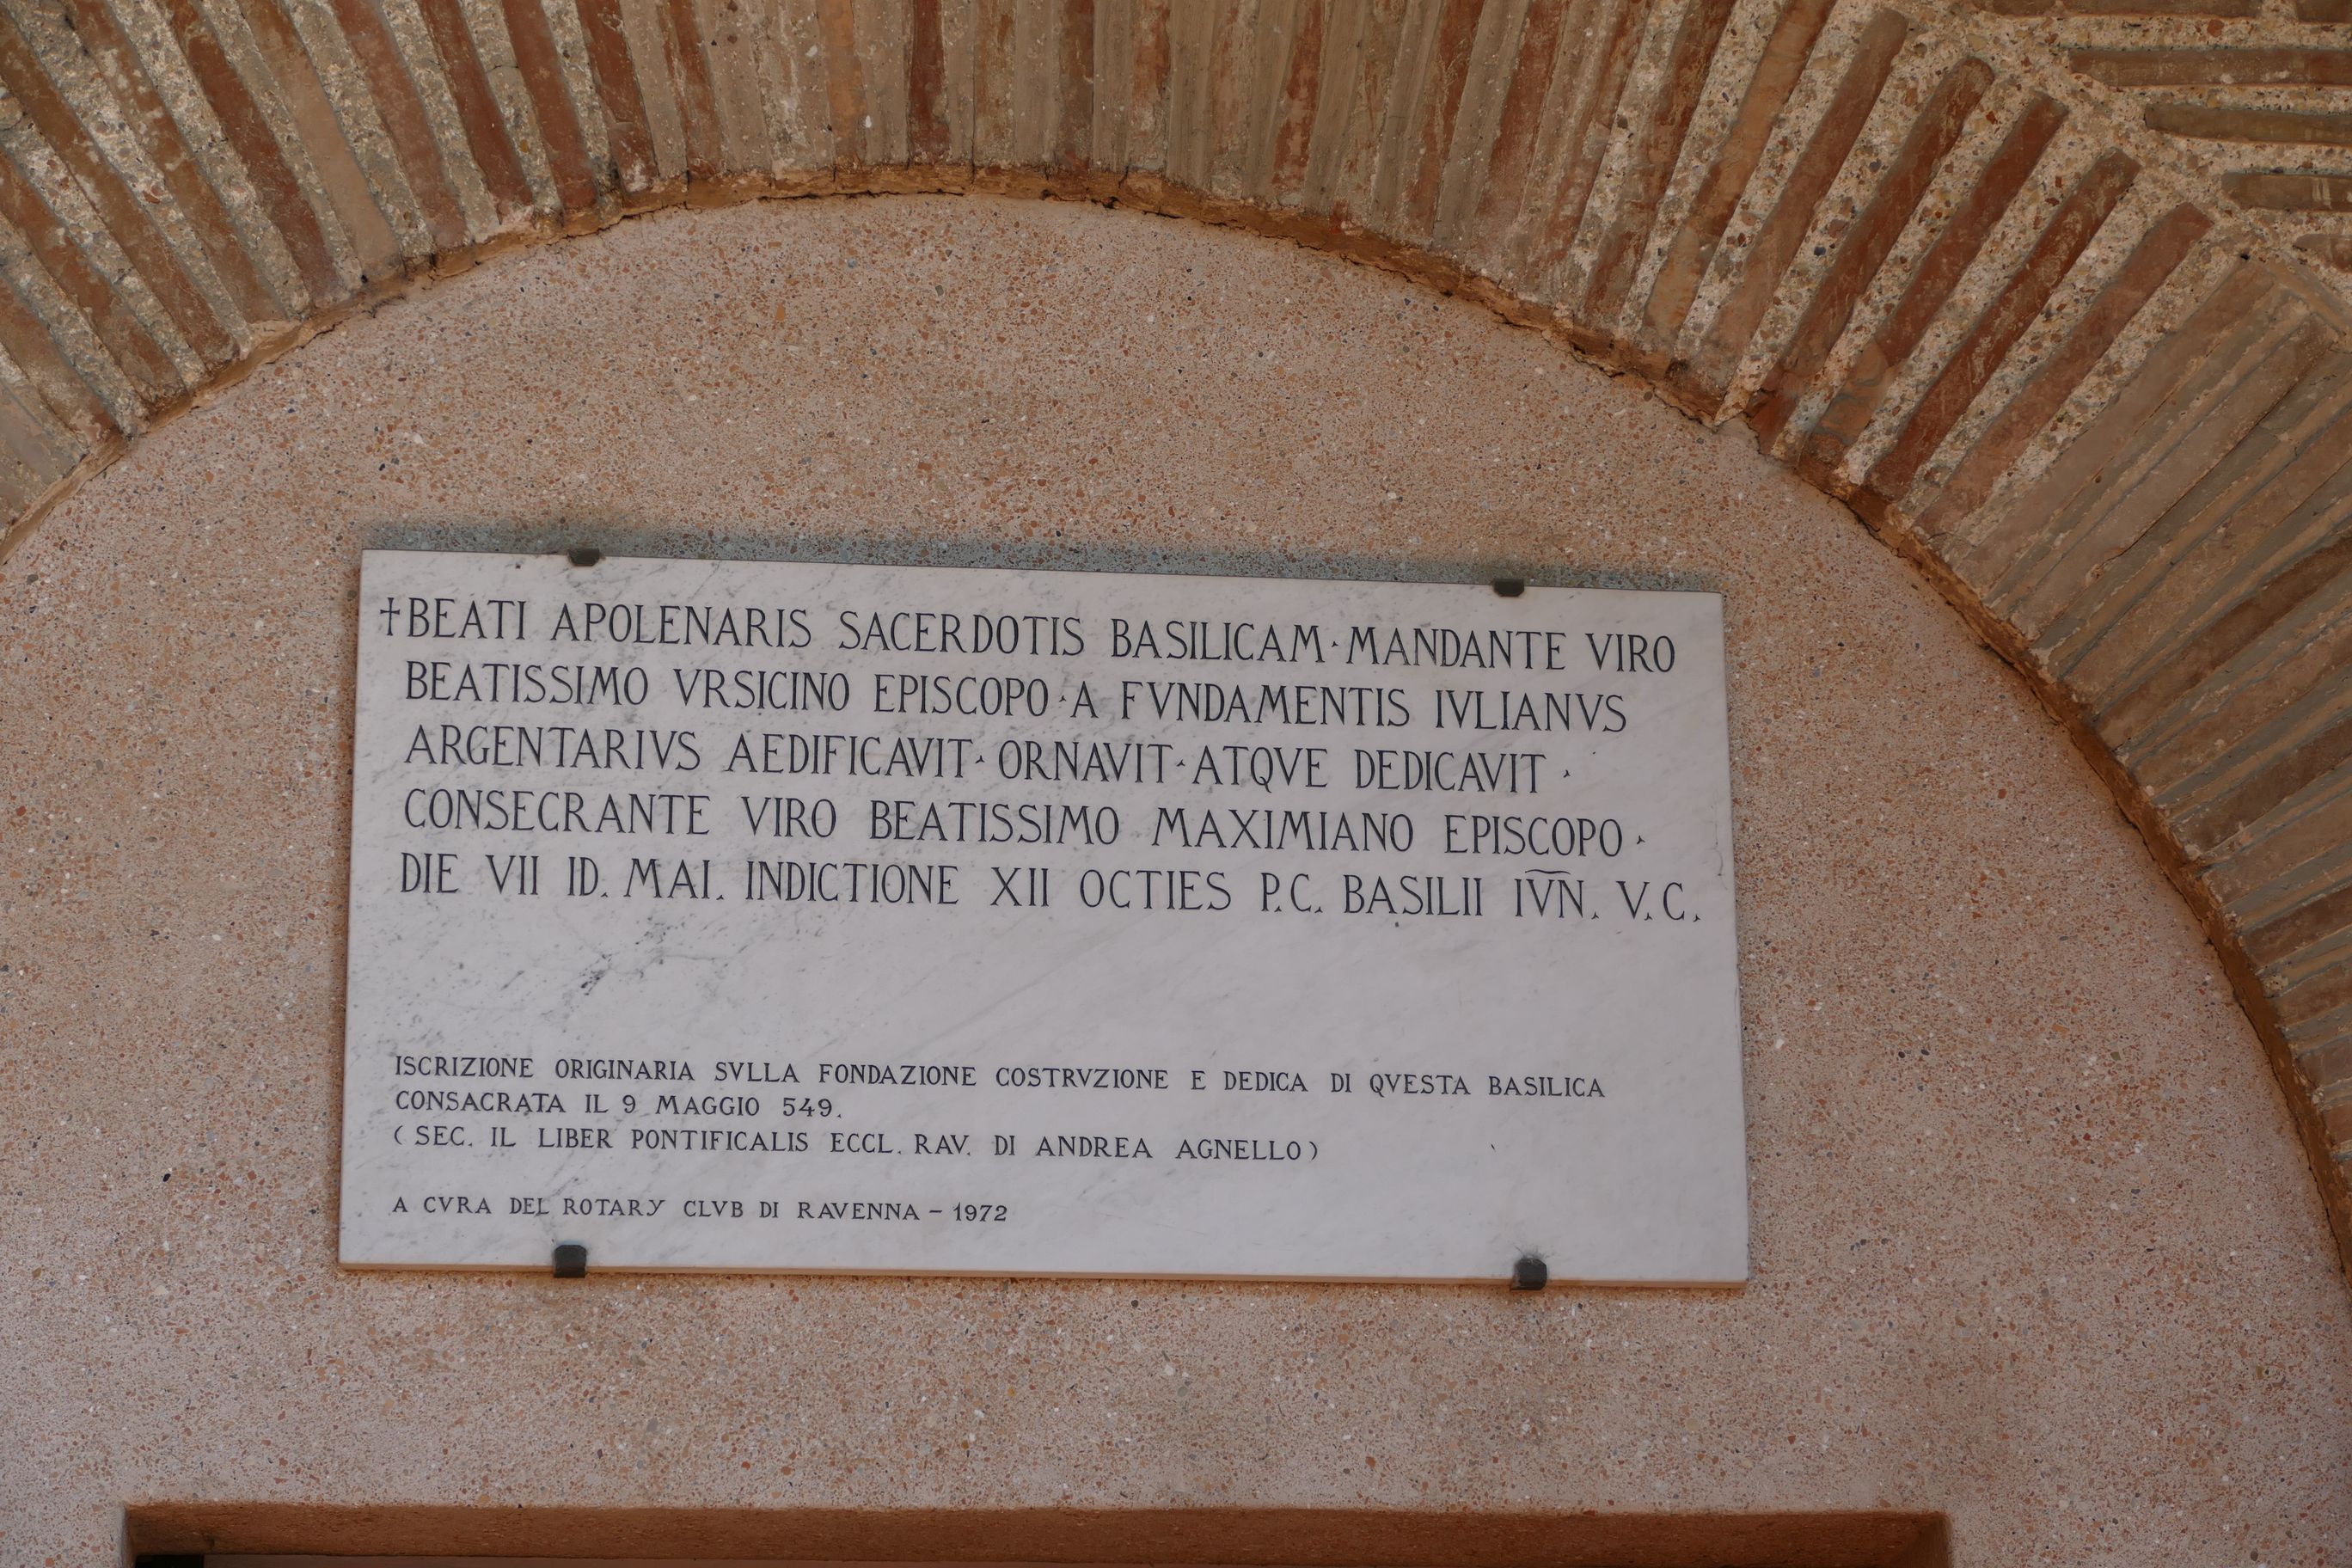 †BEATI APOLENARIS SACERDOTIS BASILICAM·MANDANTE VIRO
BEATISSIMO VRSICINO EPISCOPO·A FVNDAMENTIS IVLIANVS
ARGENTARIVS AEDIFICAVIT·ORNAVIT·ATQVE DEDICAVIT·
CONSECRANTE VIRO BEATISSIMO MAXIMIANO EPISCOPO·
DIE VII ID. MAI. INDICTIONE XII OCTIES P.C. BASILII IV̅N. V.C.
ISCRIZIONE ORIGINARIA SVLLA FONDAZIONE COSTRVZIONE E DEDICA DI QVESTA BASILICA
CONSACRATA IL 9 MAGGIO 549.
(SEC. IL LIBER PONTIFICALIS ECCL. RAV. DI ANDREA AGNELLO)
A CVRA DEL ROTARY CLVB DI RAVENNA – 1972